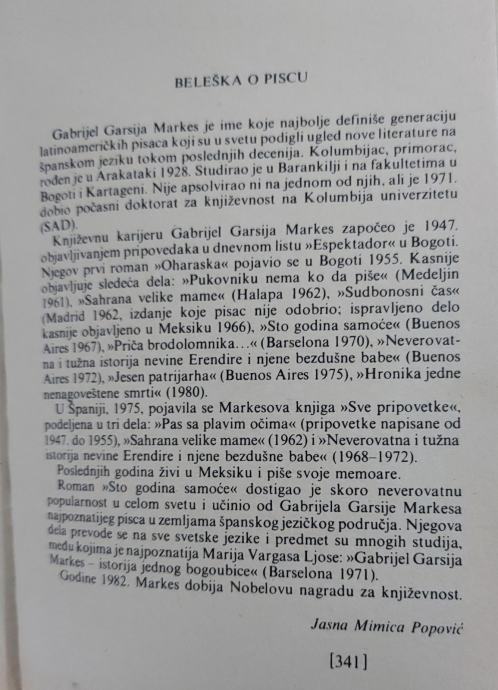 BELEŠKA O PISCU
Gabrijel Garsija Markes je ime koje najbolje definiše generaciju
latinoameričkih pisaca koji su u svetu podigli ugled nove literature na
španskom jeziku tokom poslednjih decenija. Kolumbijac, primorac,
rođen je u Arakataki 1928. Studirao je u Barankilji i na fakultetima u
Bogoti i Kartageni. Nije apsolvirao ni na jednom od njih, ali je 1971.
dobio počasni doktorat za književnost na Kolumbija univerzitetu
(SAD).
Književnu karijeru Gabrijel Garsija Markes započeo je 1947.
objavljivanjem pripovedaka u dnevnom listu »Espektador« u Bogoti.
Njegov prvi roman »Oharaska« pojavio se u Bogoti 1955. Kasnije
objavljuje sledeća dela: »Pukovniku nema ko da piše« (Medeljin
1961), »Sahrana velike mame« (Halapa 1962), »Sudbonosni čas«
(Madrid 1962, izdanje koje pisac nije odobrio; ispravljeno delo
kasnije objavljeno u Meksiku 1966), »Sto godina samoće« (Buenos
Aires 1967), »Priča brodolomnika...« (Barselona 1970), »Neverovat-
na i tužna istorija nevine Erendire i njene bezdušne babe« (Buenos
Aires 1972), »Jesen patrijarha« (Buenos Aires 1975), »Hronika jedne
nenagoveštene smrti« (1980).
U Španiji, 1975, pojavila se Markesova knjiga »Sve pripovetke«,
podeljena u tri dela: »Pas sa plavim očima« (pripovetke napisane od
1947. do 1955), »Sahrana velike mame« (1962) i »Neverovatna i tužna
istorija nevine Erendire i njene bezdušne babe« (1968–1972).
Poslednjih godina živi u Meksiku i piše svoje memoare.
Roman »Sto godina samoće« dostigao je skoro neverovatnu
popularnost u celom svetu i učinio od Gabrijela Garsije Markesa
najpoznatijeg pisca u zemljama španskog jezičkog područja. Njegova
dela prevode se na sve svetske jezike i predmet su mnogih studija,
među kojima je najpoznatija Marija Vargasa Ljose: »Gabrijel Garsija
Markes – istorija jednog bogoubice« (Barselona 1971).
Godine 1982. Markes dobija Nobelovu nagradu za književnost.
Jasna Mimica Popović
[341]